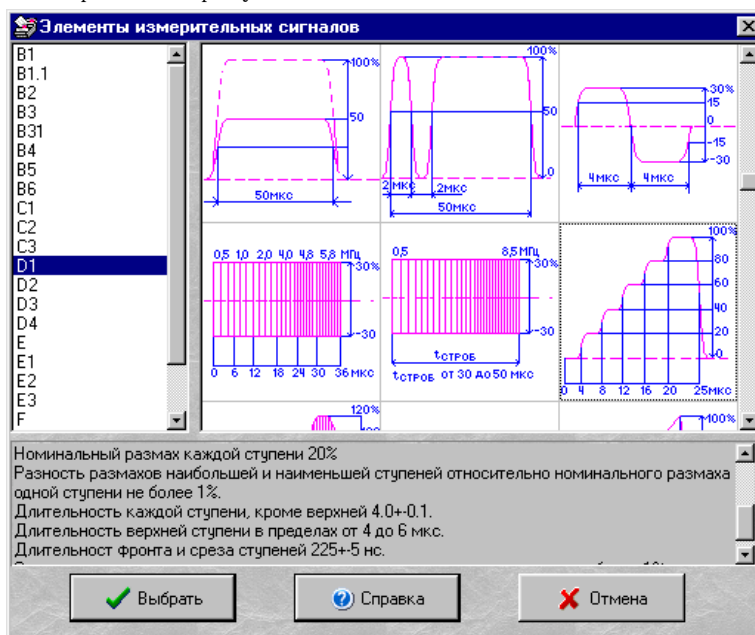 Элементы измерительных сигналов
B1
B1.1
B2
B3
B31
B4
B5
B6
C1
C2
C3
D1
D2
D3
D4
E
E1
E2
E3
F
100%
50
50мкс
100%
50
0
2мкс
2мкс
50мкс
30%
15
0
-15
-30
4мкс
4мкс
0,5 1,0 2,0 4,0 4,8 5,8 МГц
30%
-30
0 6 12 18 24 30 36 мкс
0,5 8,5 МГц
30%
-30
tСТРОБ
tСТРОБ от 30 до 50 мкс
100%
80
60
40
20
0
0 4 8 12 16 20 25мкс
120%
100%
Номинальный размах каждой ступени 20%
Разность размахов наибольшей и наименьшей ступеней относительно номинального размаха
одной ступени не более 1%.
Длительность каждой ступени, кроме верхней 4.0+-0.1.
Длительность верхней ступени в пределах от 4 до 6 мкс.
Длительност фронта и среза ступеней 225+-5 нс.
Выбрать
Справка
Отмена